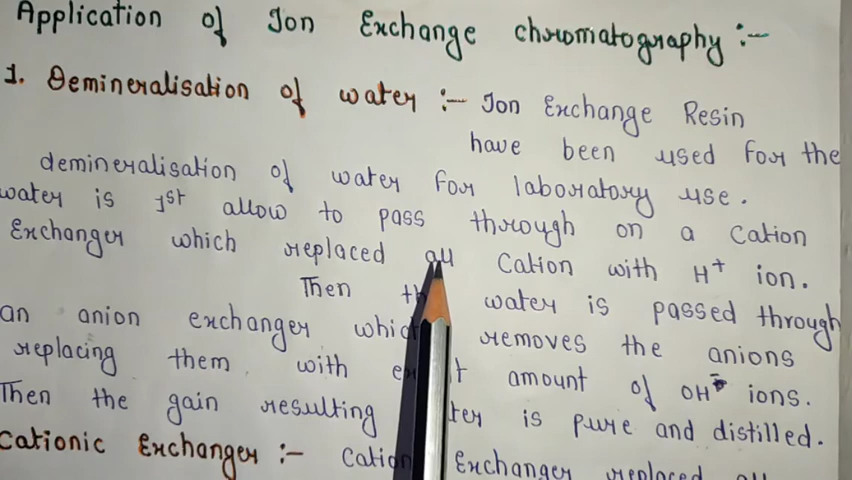 Application of Ion Exchange chromatography :-
1. Demineralisation of water :- Ion Exchange Resin
have been used for the
demineralisation of water for laboratory use.
water is 1st allow to pass through on a Cation
Exchanger which replaced all Cation with H+ ion.
Then water is passed through
an anion exchanger which removes the anions
replacing them with amount of OH- ions.
Then the gain resulting is pure and distilled.
Cationic Exchanger :- Cation Exchanger replaced